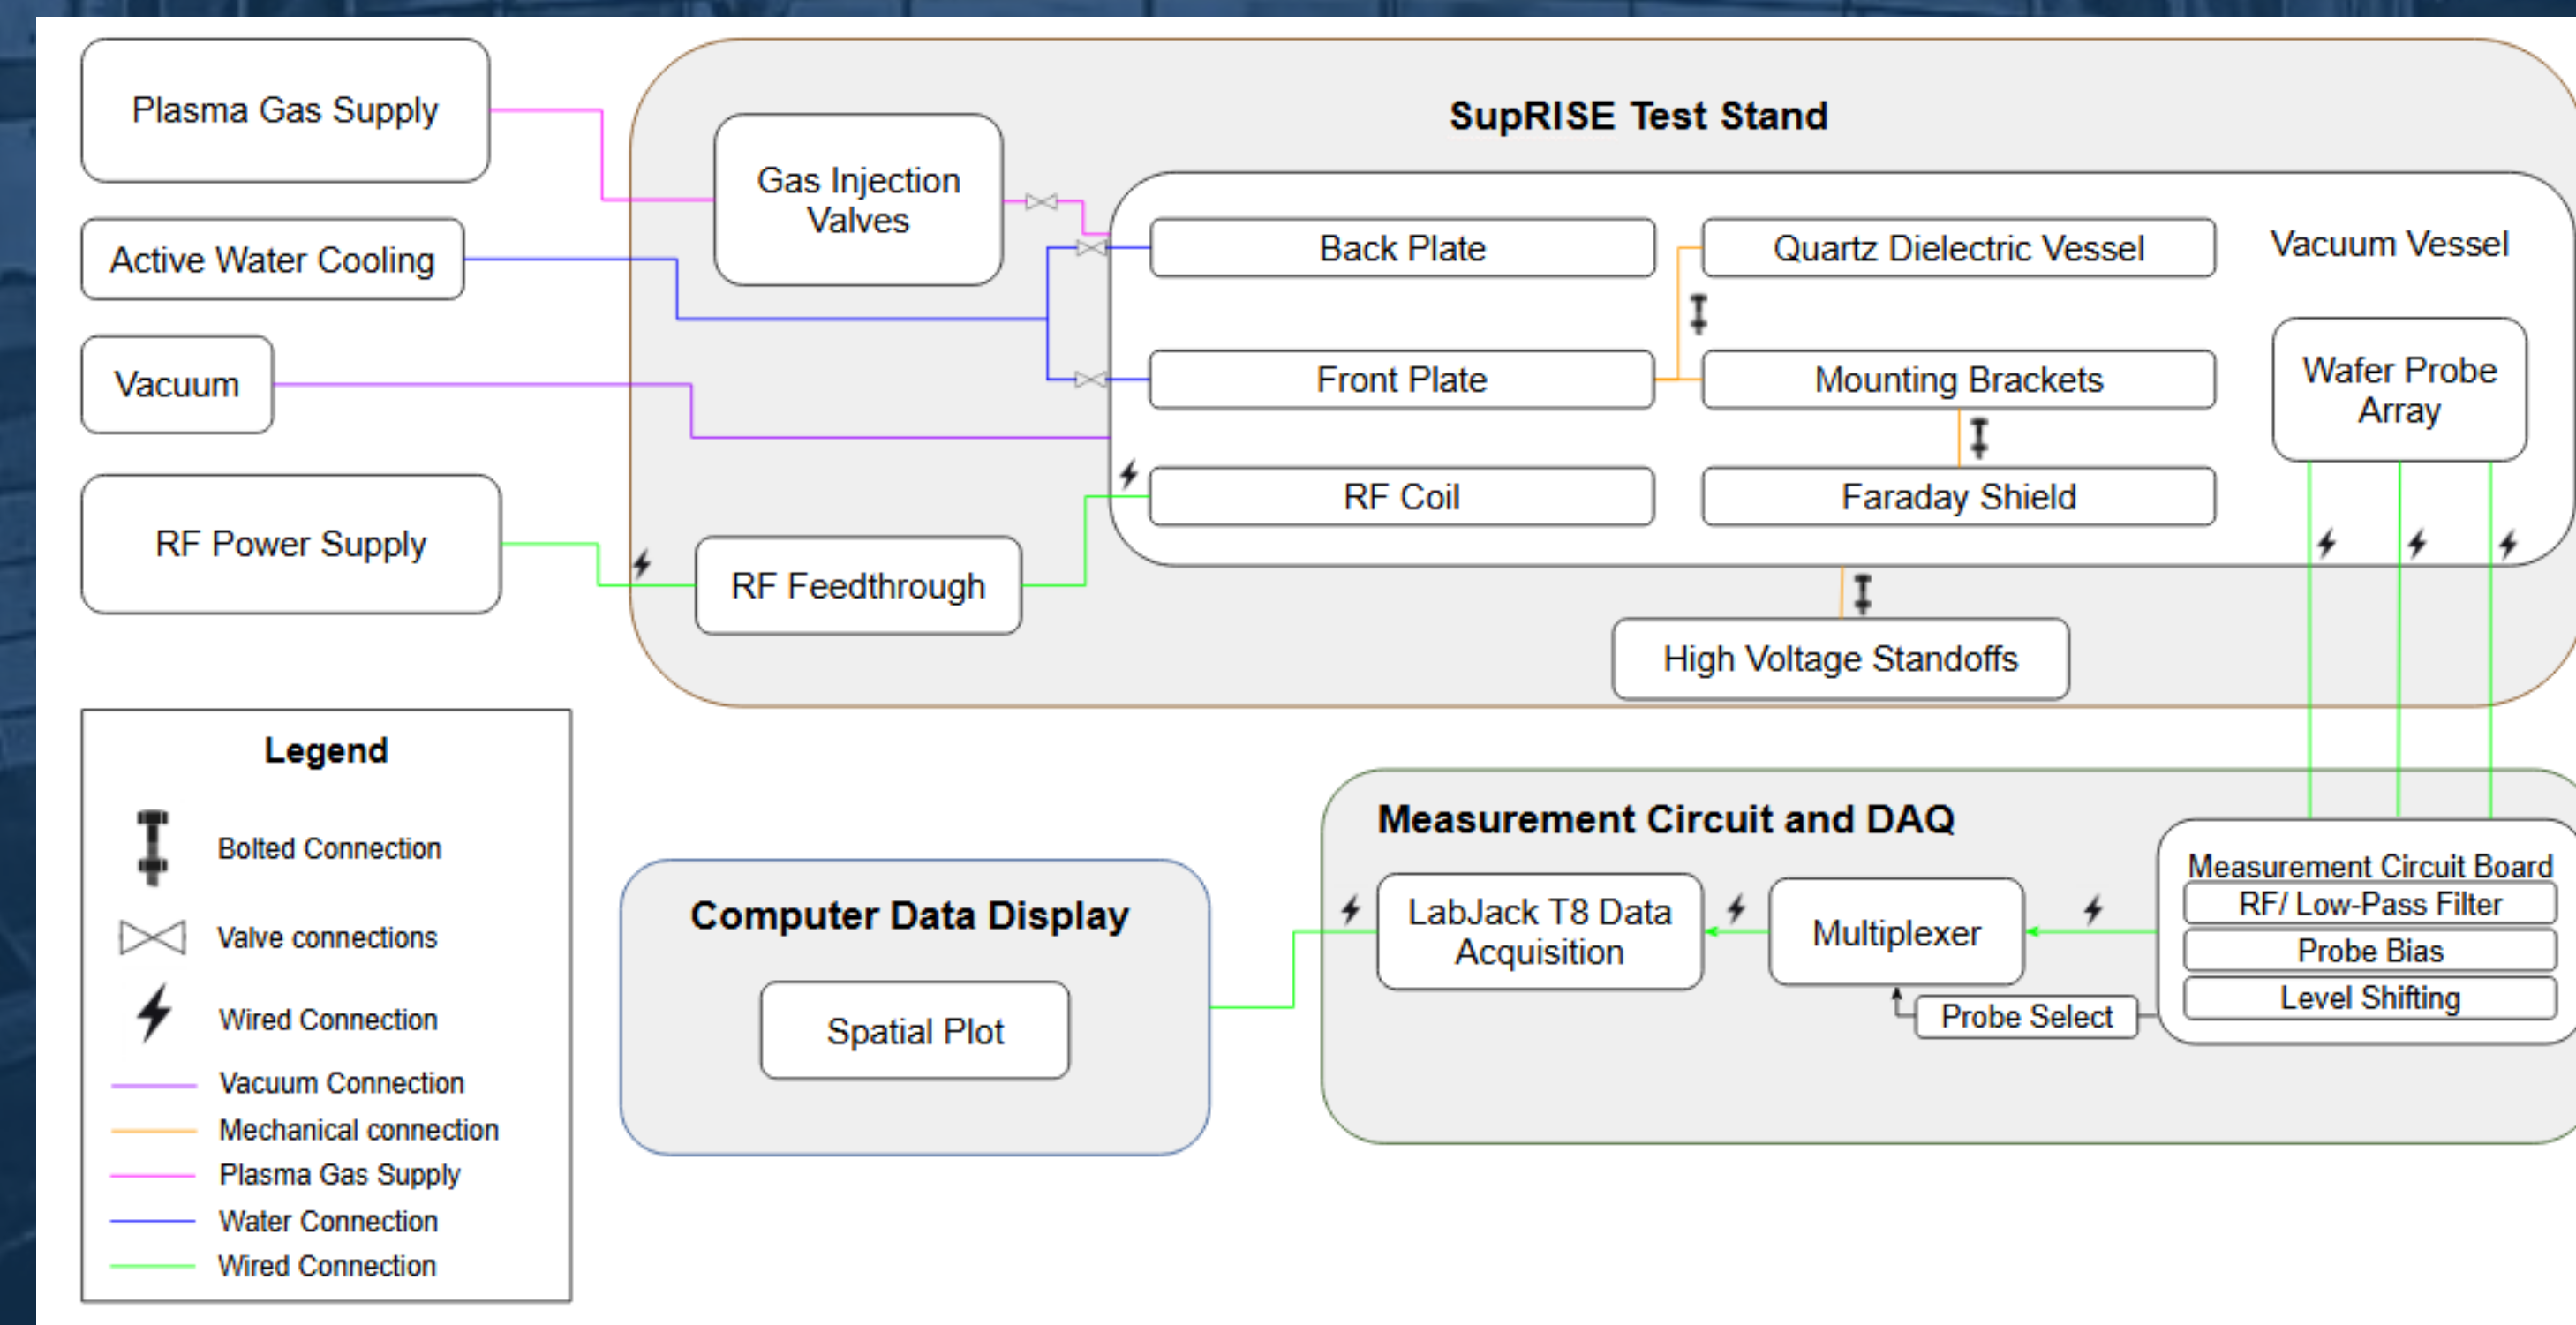 Plasma Gas Supply
Active Water Cooling
Vacuum
RF Power Supply
SupRISE Test Stand
Gas Injection
Valves
RF Feedthrough
Back Plate
Quartz Dielectric Vessel
Vacuum Vessel
Front Plate
Mounting Brackets
Wafer Probe
Array
RF Coil
Faraday Shield
High Voltage Standoffs
Legend
Bolted Connection
Valve connections
Wired Connection
Vacuum Connection
Mechanical connection
Plasma Gas Supply
Water Connection
Wired Connection
Computer Data Display
Spatial Plot
Measurement Circuit and DAQ
LabJack T8 Data
Acquisition
Multiplexer
Probe Select
Measurement Circuit Board
RF/ Low-Pass Filter
Probe Bias
Level Shifting